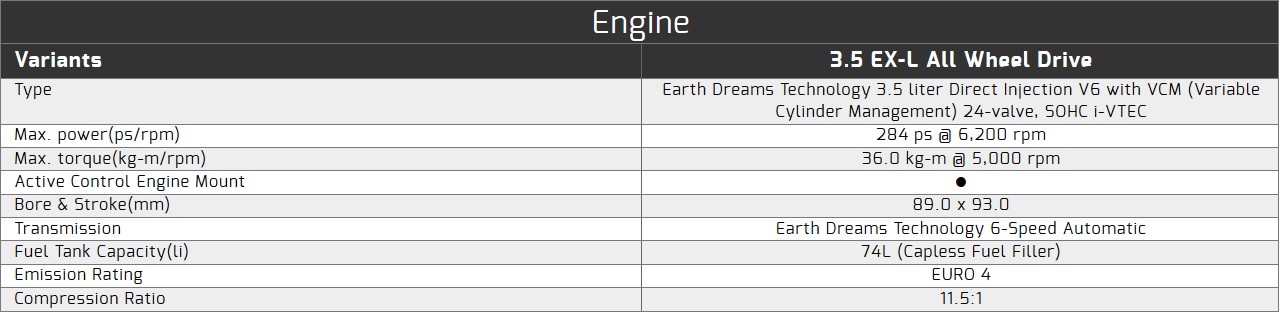 Engine
Variants 3.5 EX-L All Wheel Drive
Type Earth Dreams Technology 3.5 liter Direct Injection V6 with VCM (Variable
Cylinder Management) 24-valve, SOHC i-VTEC
Max. power(ps/rpm) 284 ps @ 6,200 rpm
Max. torque(kg-m/rpm) 36.0 kg-m @ 5,000 rpm
Active Control Engine Mount ●
Bore & Stroke(mm) 89.0 x 93.0
Transmission Earth Dreams Technology 6-Speed Automatic
Fuel Tank Capacity(li) 74L (Capless Fuel Filler)
Emission Rating EURO 4
Compression Ratio 11.5:1